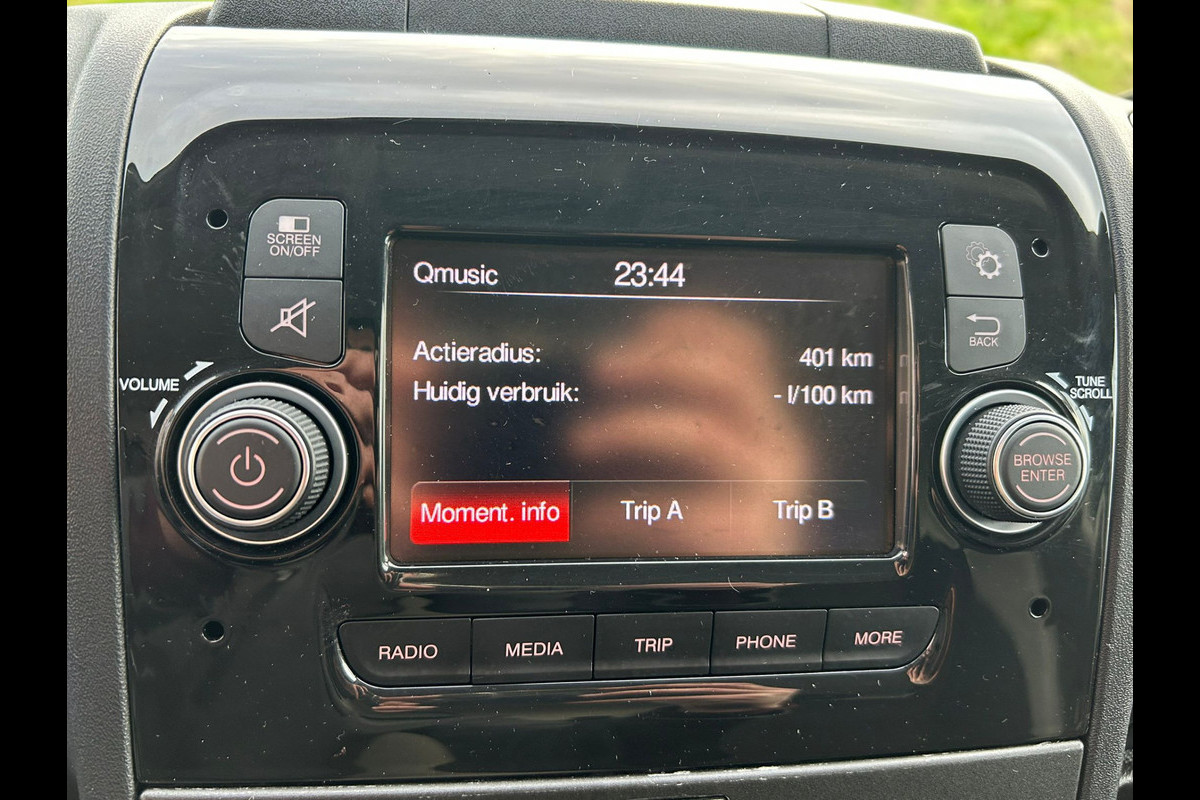 SCREEN
ON/OFF
VOLUME
Qmusic 23:44
Actieradius: 401 km
Huidig verbruik: - l/100 km
Moment. info Trip A Trip B
BACK
TUNE
SCROLL
BROWSE
ENTER
RADIO MEDIA TRIP PHONE MORE